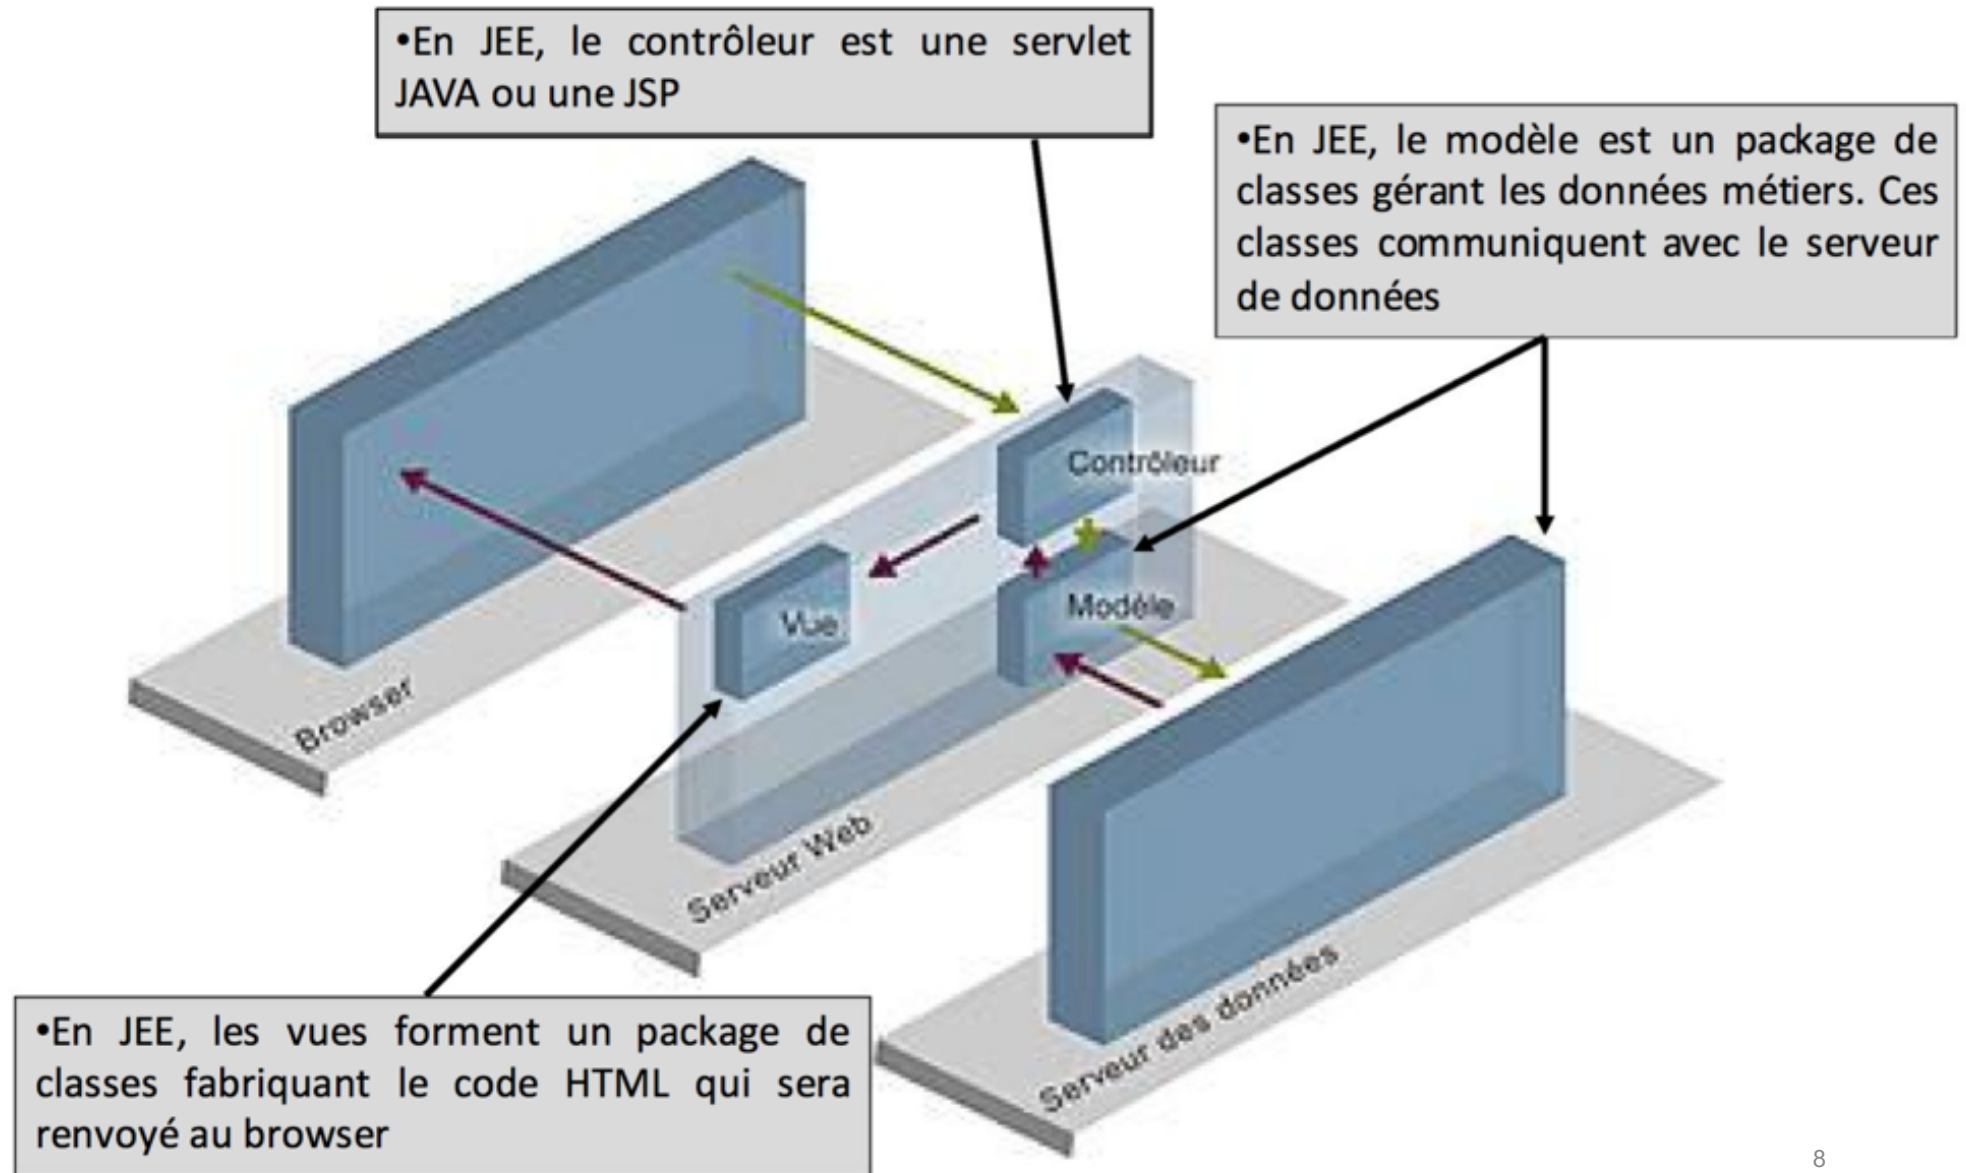 •En JEE, le contrôleur est une servlet
JAVA ou une JSP
•En JEE, le modèle est un package de
classes gérant les données métiers. Ces
classes communiquent avec le serveur
de données
Contrôleur
Modèle
Vue
Browser
Serveur Web
Serveur des données
•En JEE, les vues forment un package de
classes fabriquant le code HTML qui sera
renvoyé au browser
8